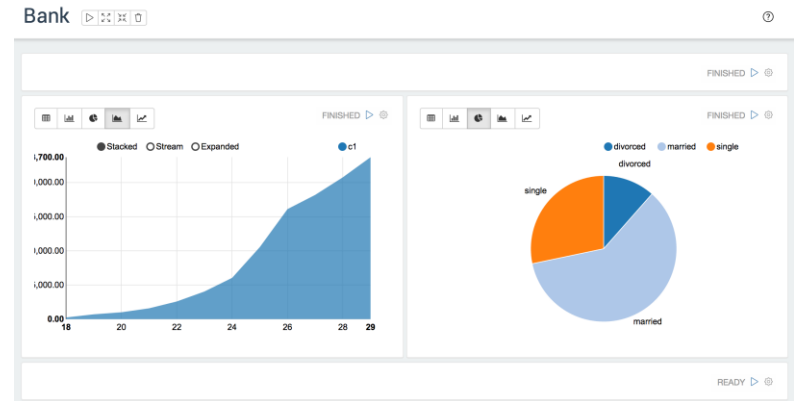 Bank
FINISHED
FINISHED
Stacked Stream Expanded c1
,700.00
,000.00
,000.00
,000.00
,000.00
0.00
18 20 22 24 26 28 29
FINISHED
divorced married single
divorced
single
married
READY